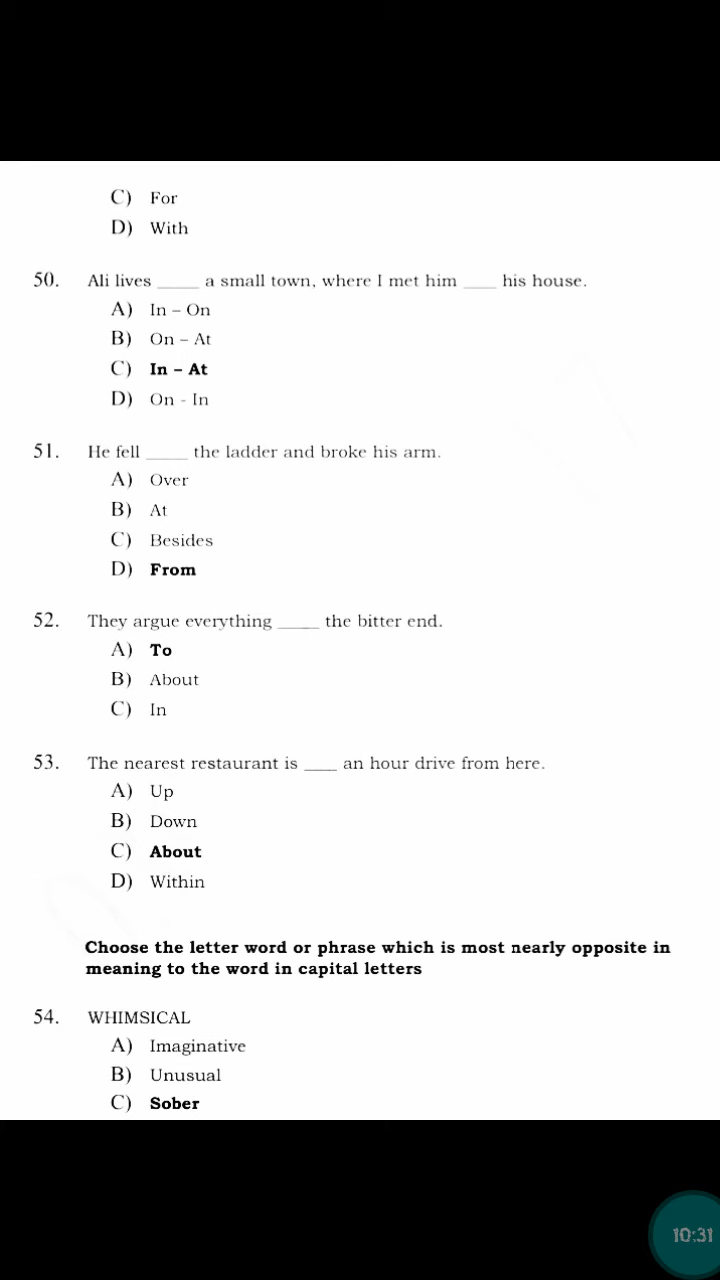 C) For
D) With
50. Ali lives ____ a small town, where I met him ____ his house.
A) In – On
B) On – At
C) In – At
D) On - In
51. He fell ____ the ladder and broke his arm.
A) Over
B) At
C) Besides
D) From
52. They argue everything ____ the bitter end.
A) To
B) About
C) In
53. The nearest restaurant is ____ an hour drive from here.
A) Up
B) Down
C) About
D) Within
Choose the letter word or phrase which is most nearly opposite in
meaning to the word in capital letters
54. WHIMSICAL
A) Imaginative
B) Unusual
C) Sober
10:31